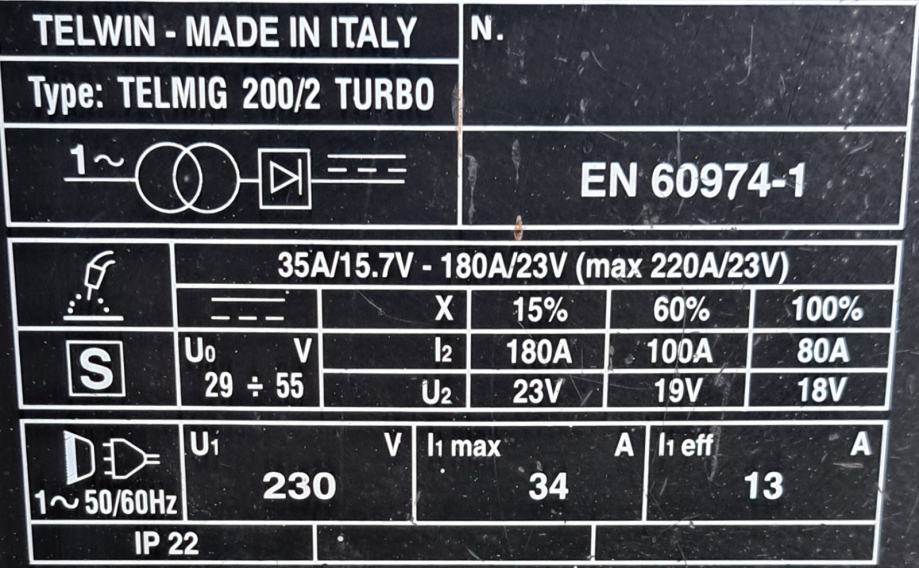 TELWIN - MADE IN ITALY
N.
Type: TELMIG 200/2 TURBO
1~
EN 60974-1
35A/15.7V - 180A/23V (max 220A/23V)
X 15% 60% 100%
S
U0 V
29 ÷ 55
I2 180A 100A 80A
U2 23V 19V 18V
1~ 50/60Hz
U1 V
230
I1 max A
34
I1 eff A
13
IP 22